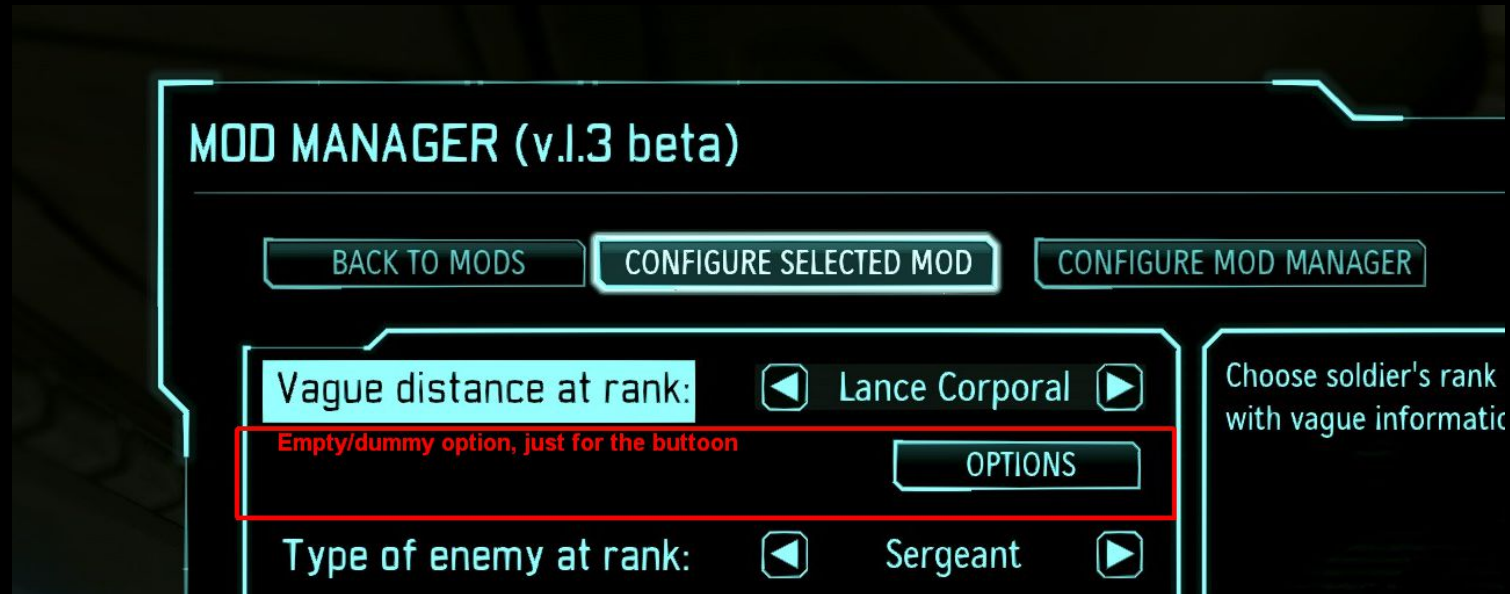 MOD MANAGER (v.1.3 beta)
BACK TO MODS
CONFIGURE SELECTED MOD
CONFIGURE MOD MANAGER
Vague distance at rank:
Lance Corporal
Choose soldier's rank
with vague informatic
Empty/dummy option, just for the buttoon
OPTIONS
Type of enemy at rank:
Sergeant